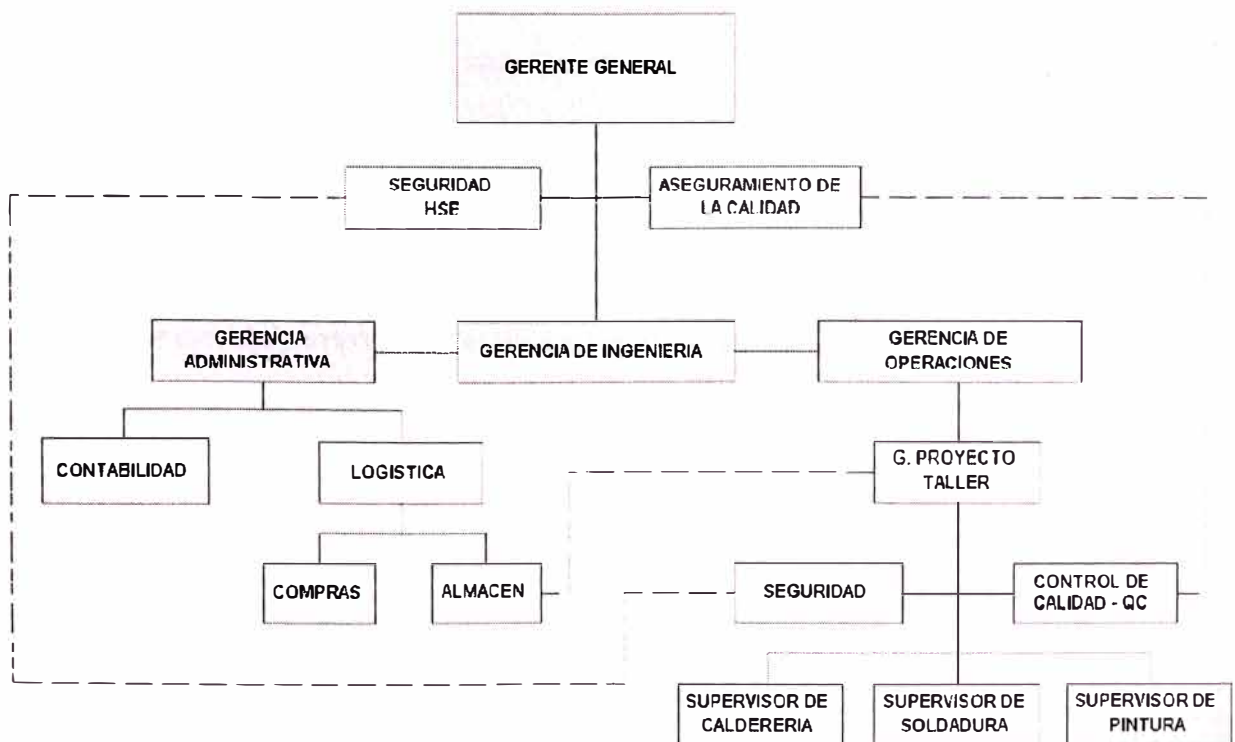 GERENTE GENERAL
SEGURIDAD
HSE
ASEGURAMIENTO DE
LA CALIDAD
GERENCIA
ADMINISTRATIVA
GERENCIA DE INGENIERIA
GERENCIA DE
OPERACIONES
CONTABILIDAD
LOGISTICA
G. PROYECTO
TALLER
COMPRAS
ALMACEN
SEGURIDAD
CONTROL DE
CALIDAD - QC
SUPERVISOR DE
CALDERERIA
SUPERVISOR DE
SOLDADURA
SUPERVISOR DE
PINTURA